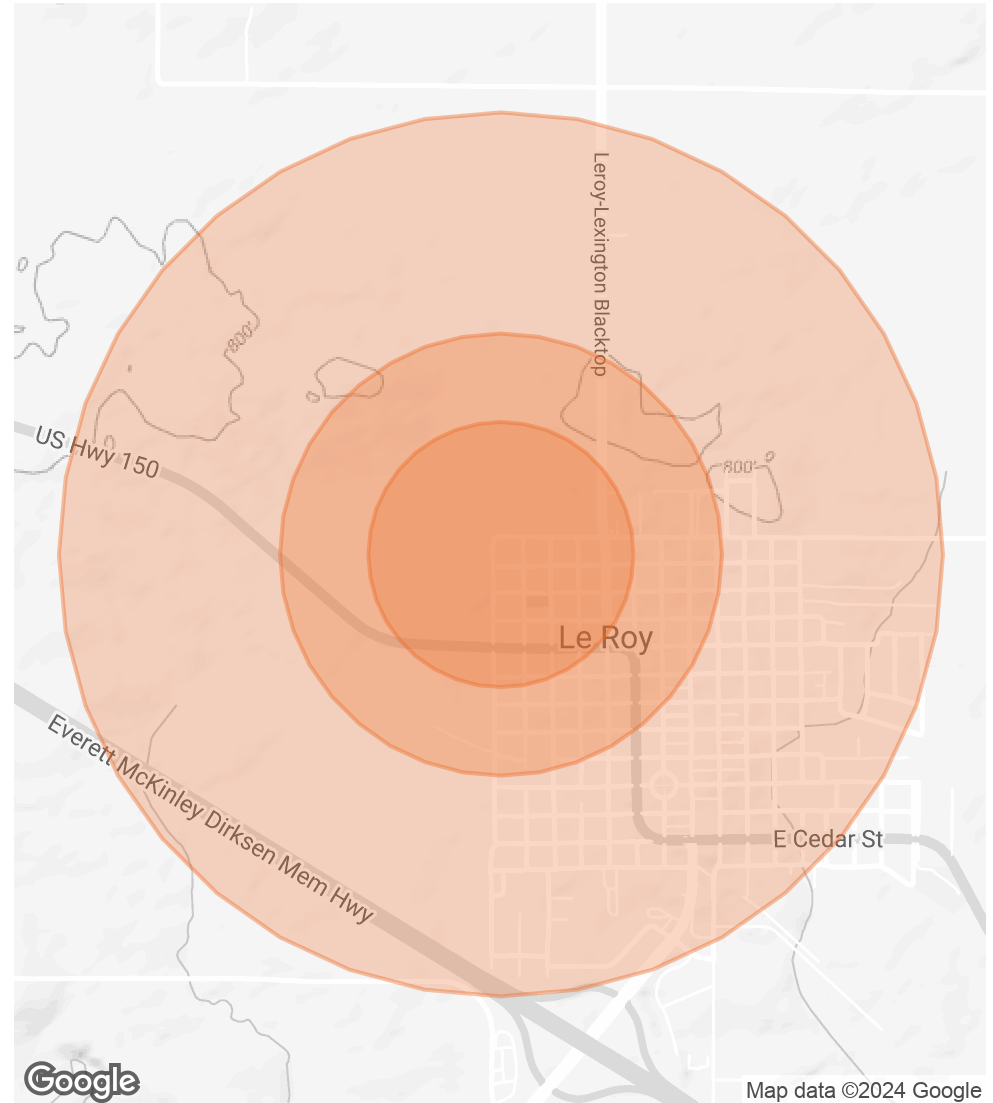 Leroy-Lexington Blacktop
800'
US Hwy 150
800'
Le Roy
Everett McKinley Dirksen Mem Hwy
E Cedar St
Google
Map data ©2024 Google